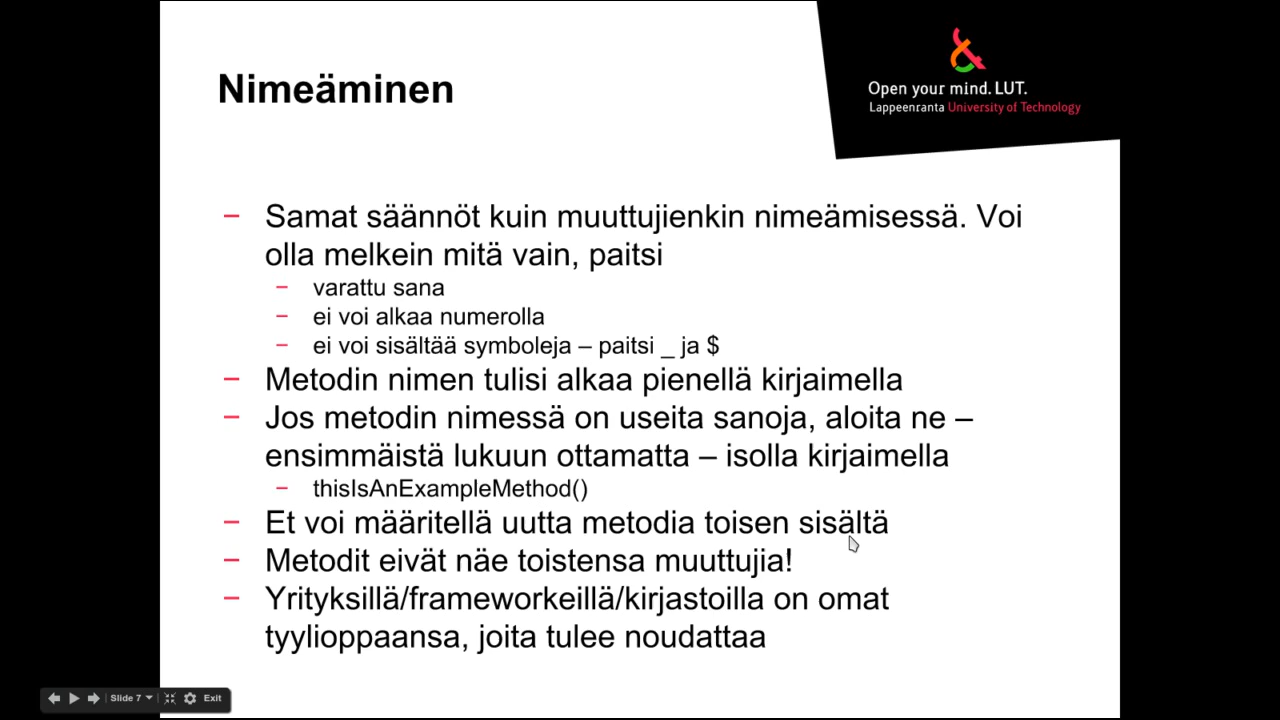 Nimeäminen
Open your mind. LUT.
Lappeenranta University of Technology
– Samat säännöt kuin muuttujienkin nimeämisessä. Voi
olla melkein mitä vain, paitsi
– varattu sana
– ei voi alkaa numerolla
– ei voi sisältää symboleja – paitsi _ ja $
– Metodin nimen tulisi alkaa pienellä kirjaimella
– Jos metodin nimessä on useita sanoja, aloita ne –
ensimmäistä lukuun ottamatta – isolla kirjaimella
– thisIsAnExampleMethod()
– Et voi määritellä uutta metodia toisen sisältä
– Metodit eivät näe toistensa muuttujia!
– Yrityksillä/frameworkeillä/kirjastoilla on omat
tyylioppaansa, joita tulee noudattaa
Slide 7 Exit